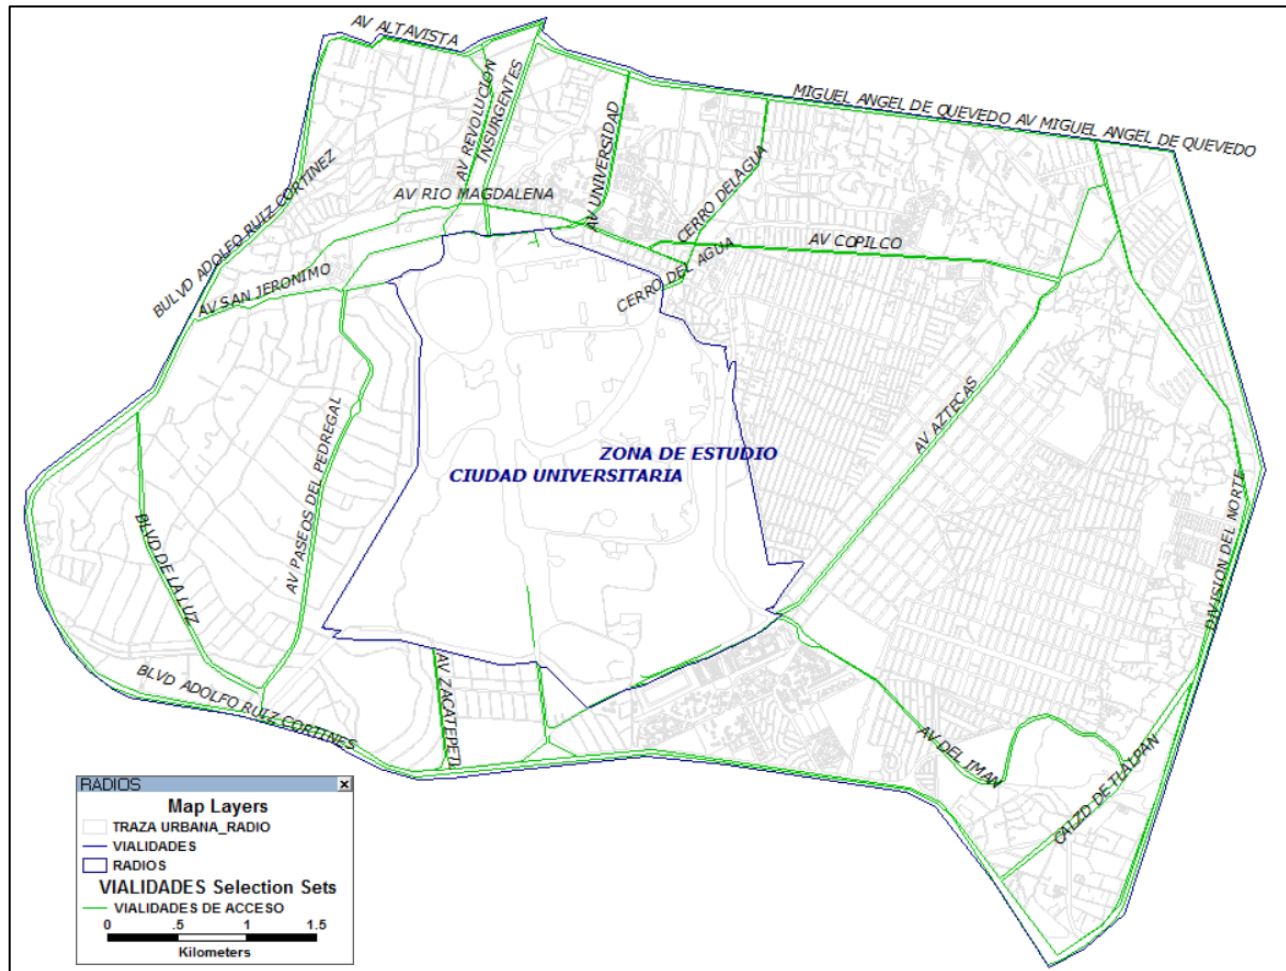 AV ALTAVISTA
AV REVOLUCION
INSURGENTES
MIGUEL ANGEL DE QUEVEDO AV MIGUEL ANGEL DE QUEVEDO
AV UNIVERSIDAD
BULVD ADOLFO RUIZ CORTINEZ
AV RIO MAGDALENA
CERRO DELAGUA
AV COPILCO
CERRO DEL AGUA
AV SAN JERONIMO
AV AZTECAS
AV PASEOS DEL PEDREGAL
ZONA DE ESTUDIO
CIUDAD UNIVERSITARIA
BLVD DE LA LUZ
DIVISION DEL NORTE
BLVD ADOLFO RUIZ CORTINES
AV ZACATEPETL
AV DEL IMAN
CALZD DE TLALPAN
RADIOS
Map Layers
TRAZA URBANA_RADIO
VIALIDADES
RADIOS
VIALIDADES Selection Sets
VIALIDADES DE ACCESO
0 .5 1 1.5
Kilometers